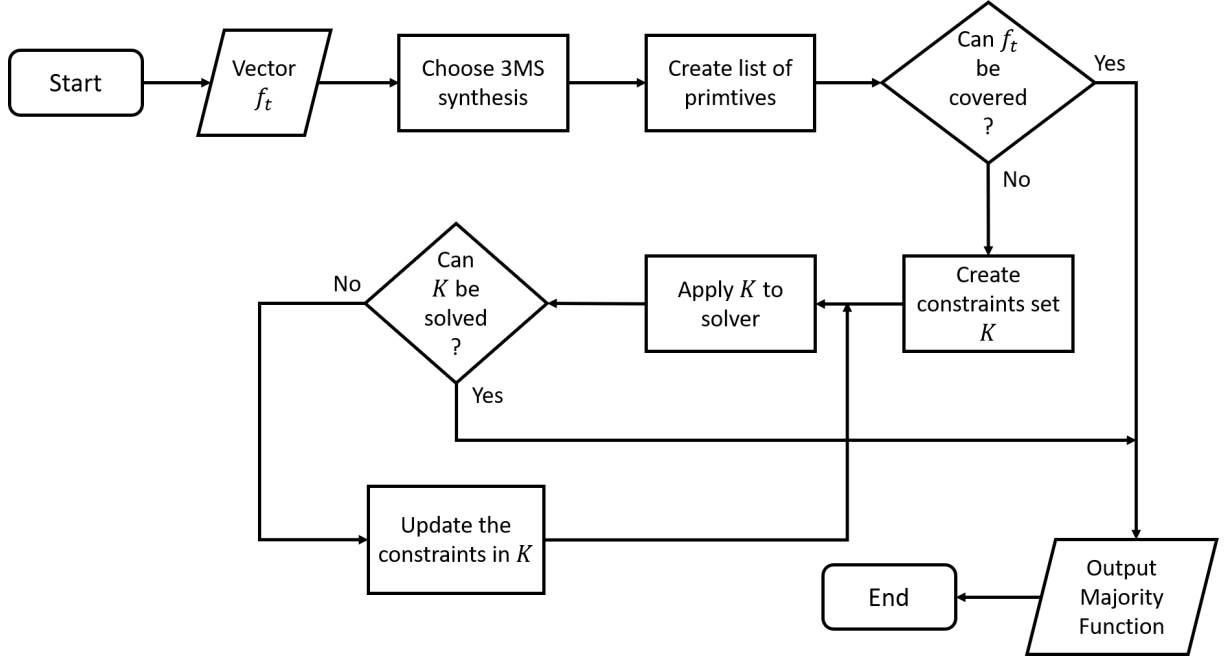 Start
Vector
f_t
Choose 3MS
synthesis
Create list of
primtives
Can f_t
be
covered
?
Yes
No
Create
constraints set
K
Apply K to
solver
Can
K be
solved
?
No
Yes
Update the
constraints in K
Output
Majority
Function
End